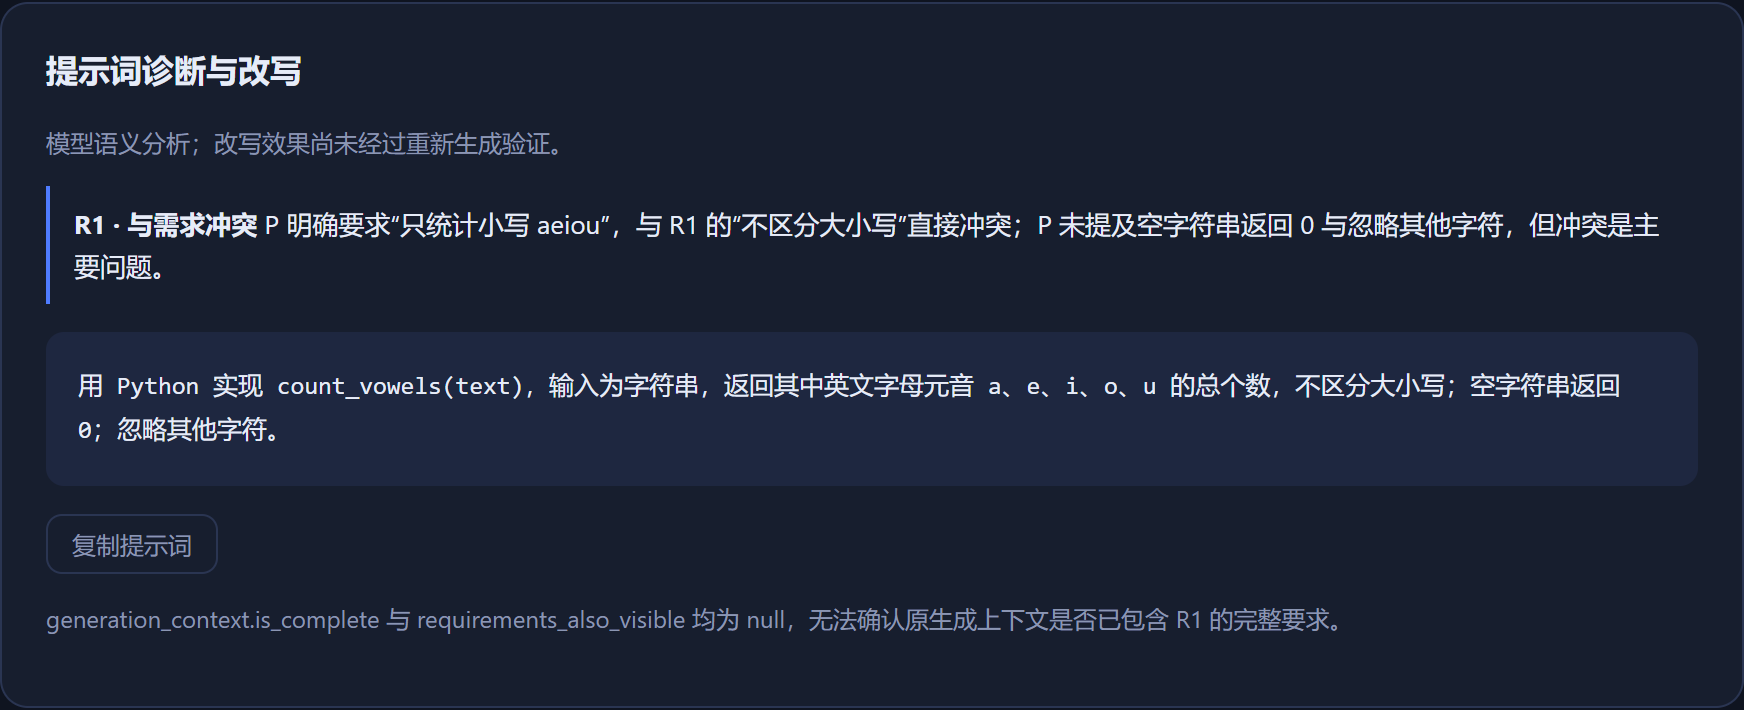 提示词诊断与改写
模型语义分析；改写效果尚未经过重新生成验证。
R1 · 与需求冲突 P 明确要求“只统计小写 aeiou”，与 R1 的“不区分大小写”直接冲突；P 未提及空字符串返回 0 与忽略其他字符，但冲突是主
要问题。
用 Python 实现 count_vowels(text)，输入为字符串，返回其中英文字母元音 a、e、i、o、u 的总个数，不区分大小写；空字符串返回
0；忽略其他字符。
复制提示词
generation_context.is_complete 与 requirements_also_visible 均为 null，无法确认原生成上下文是否已包含 R1 的完整要求。